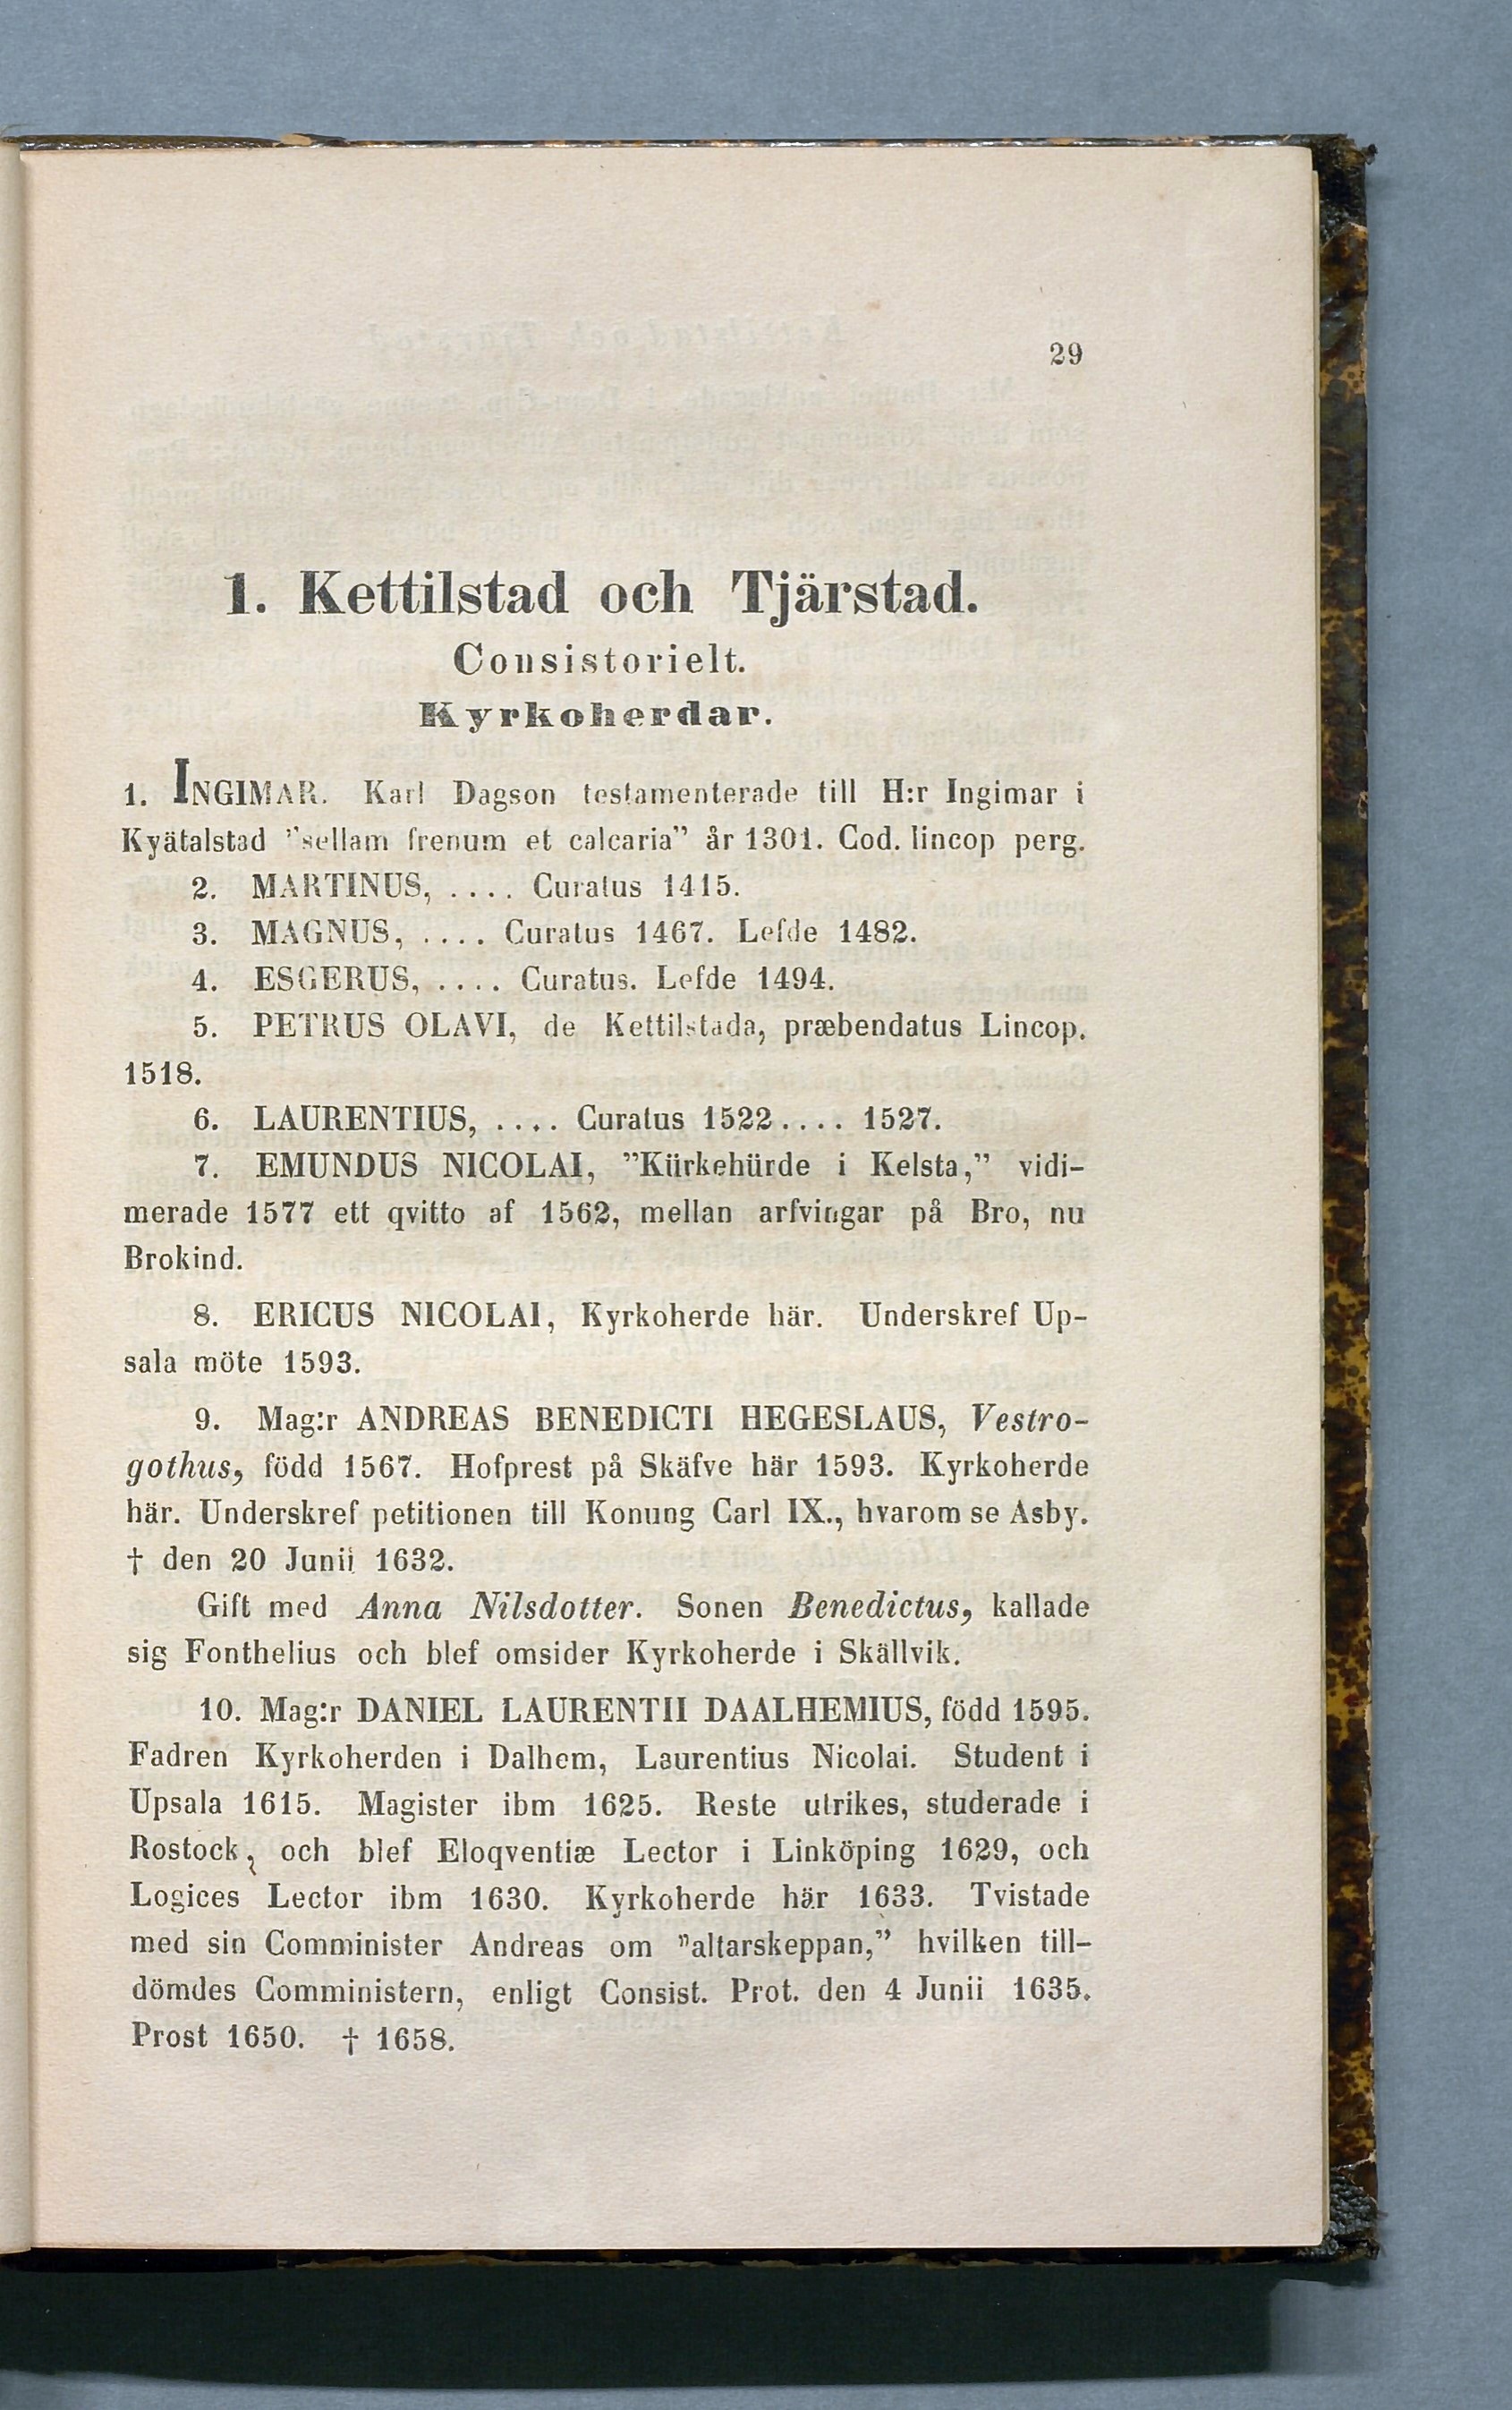 29
1. Kettilstad och Tjärstad.
Consistorielt.
Kyrkoherdar.
1. INGIMAR. Karl Dagson testamenterade till H:r Ingimar i
Kyätalstad ”sellam frenum et calcaria” år 1301. Cod. lincop perg.
2. MARTINUS, .... Curatus 1415.
3. MAGNUS, .... Curatus 1467. Lefde 1482.
4. ESGERUS, .... Curatus. Lefde 1494.
5. PETRUS OLAVI, de Kettilstada, præbendatus Lincop.
1518.
6. LAURENTIUS, .... Curatus 1522.... 1527.
7. EMUNDUS NICOLAI, ”Kürkehürde i Kelsta,” vidi-
merade 1577 ett qvitto af 1562, mellan arfvingar på Bro, nu
Brokind.
8. ERICUS NICOLAI, Kyrkoherde här. Underskref Up-
sala möte 1593.
9. Mag:r ANDREAS BENEDICTI HEGESLAUS, Vestro-
gothus, född 1567. Hofprest på Skäfve här 1593. Kyrkoherde
här. Underskref petitionen till Konung Carl IX., hvarom se Asby.
† den 20 Junii 1632.
Gift med Anna Nilsdotter. Sonen Benedictus, kallade
sig Fonthelius och blef omsider Kyrkoherde i Skällvik.
10. Mag:r DANIEL LAURENTII DAALHEMIUS, född 1595.
Fadren Kyrkoherden i Dalhem, Laurentius Nicolai. Student i
Upsala 1615. Magister ibm 1625. Reste utrikes, studerade i
Rostock, och blef Eloqventiæ Lector i Linköping 1629, och
Logices Lector ibm 1630. Kyrkoherde här 1633. Tvistade
med sin Comminister Andreas om ”altarskeppan,” hvilken till-
dömdes Comministern, enligt Consist. Prot. den 4 Junii 1635.
Prost 1650. † 1658.